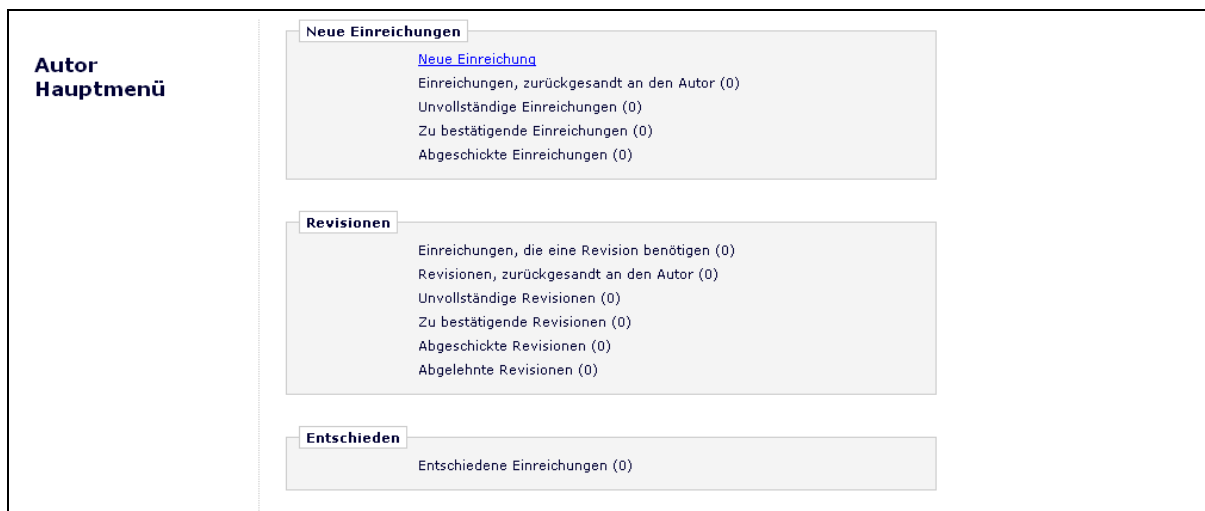 Autor
Hauptmenü
Neue Einreichungen
Neue Einreichung
Einreichungen, zurückgesandt an den Autor (0)
Unvollständige Einreichungen (0)
Zu bestätigende Einreichungen (0)
Abgeschickte Einreichungen (0)
Revisionen
Einreichungen, die eine Revision benötigen (0)
Revisionen, zurückgesandt an den Autor (0)
Unvollständige Revisionen (0)
Zu bestätigende Revisionen (0)
Abgeschickte Revisionen (0)
Abgelehnte Revisionen (0)
Entschieden
Entschiedene Einreichungen (0)